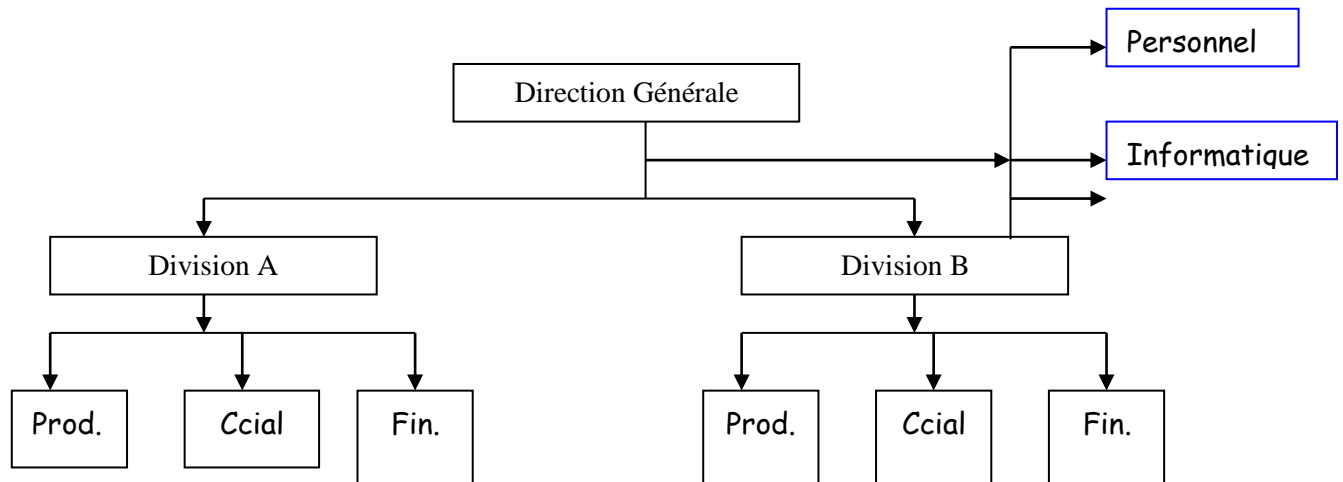 Personnel
Direction Générale
Informatique
Division A
Division B
Prod.
Ccial
Fin.
Prod.
Ccial
Fin.